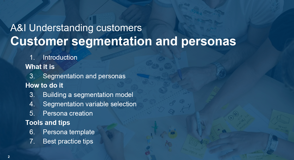 A&I Understanding customers
Customer segmentation and personas
1. Introduction
What it is
3. Segmentation and personas
How to do it
3. Building a segmentation model
4. Segmentation variable selection
5. Persona creation
Tools and tips
6. Persona template
7. Best practice tips